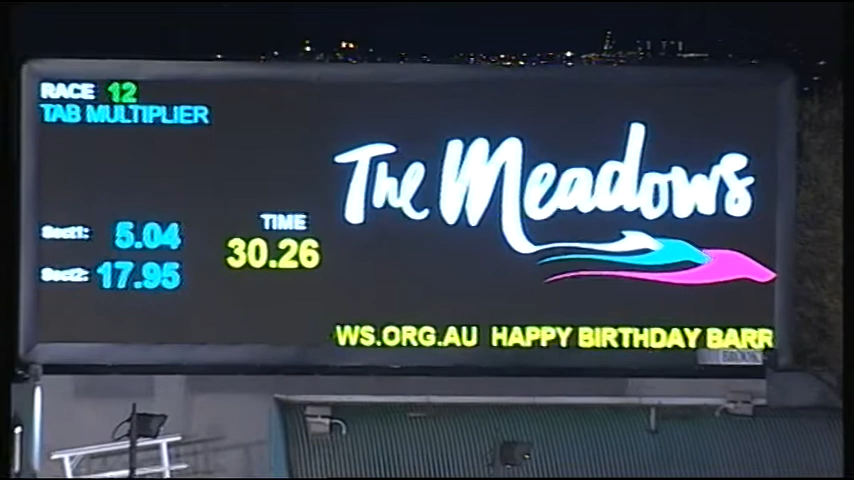 RACE 12
TAB MULTIPLIER
The Meadows
Sect1: 5.04
TIME
30.26
Sect2: 17.95
WS.ORG.AU HAPPY BIRTHDAY BARR